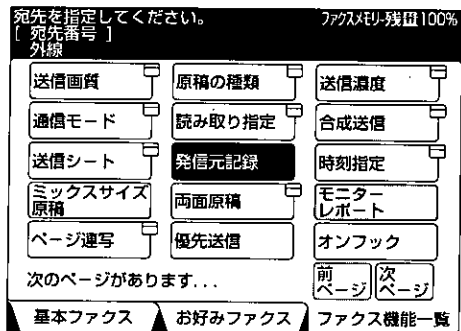 宛先を指定してください。 ファクスメモリー残量100%
[ 宛先番号 ]
外線
送信画質 原稿の種類 送信濃度
通信モード 読み取り指定 合成送信
送信シート 発信元記録 時刻指定
ミックスサイズ
原稿
両面原稿
モニター
レポート
ページ連写 優先送信 オンフック
次のページがあります...
前
ページ
次
ページ
基本ファクス お好みファクス ファクス機能一覧